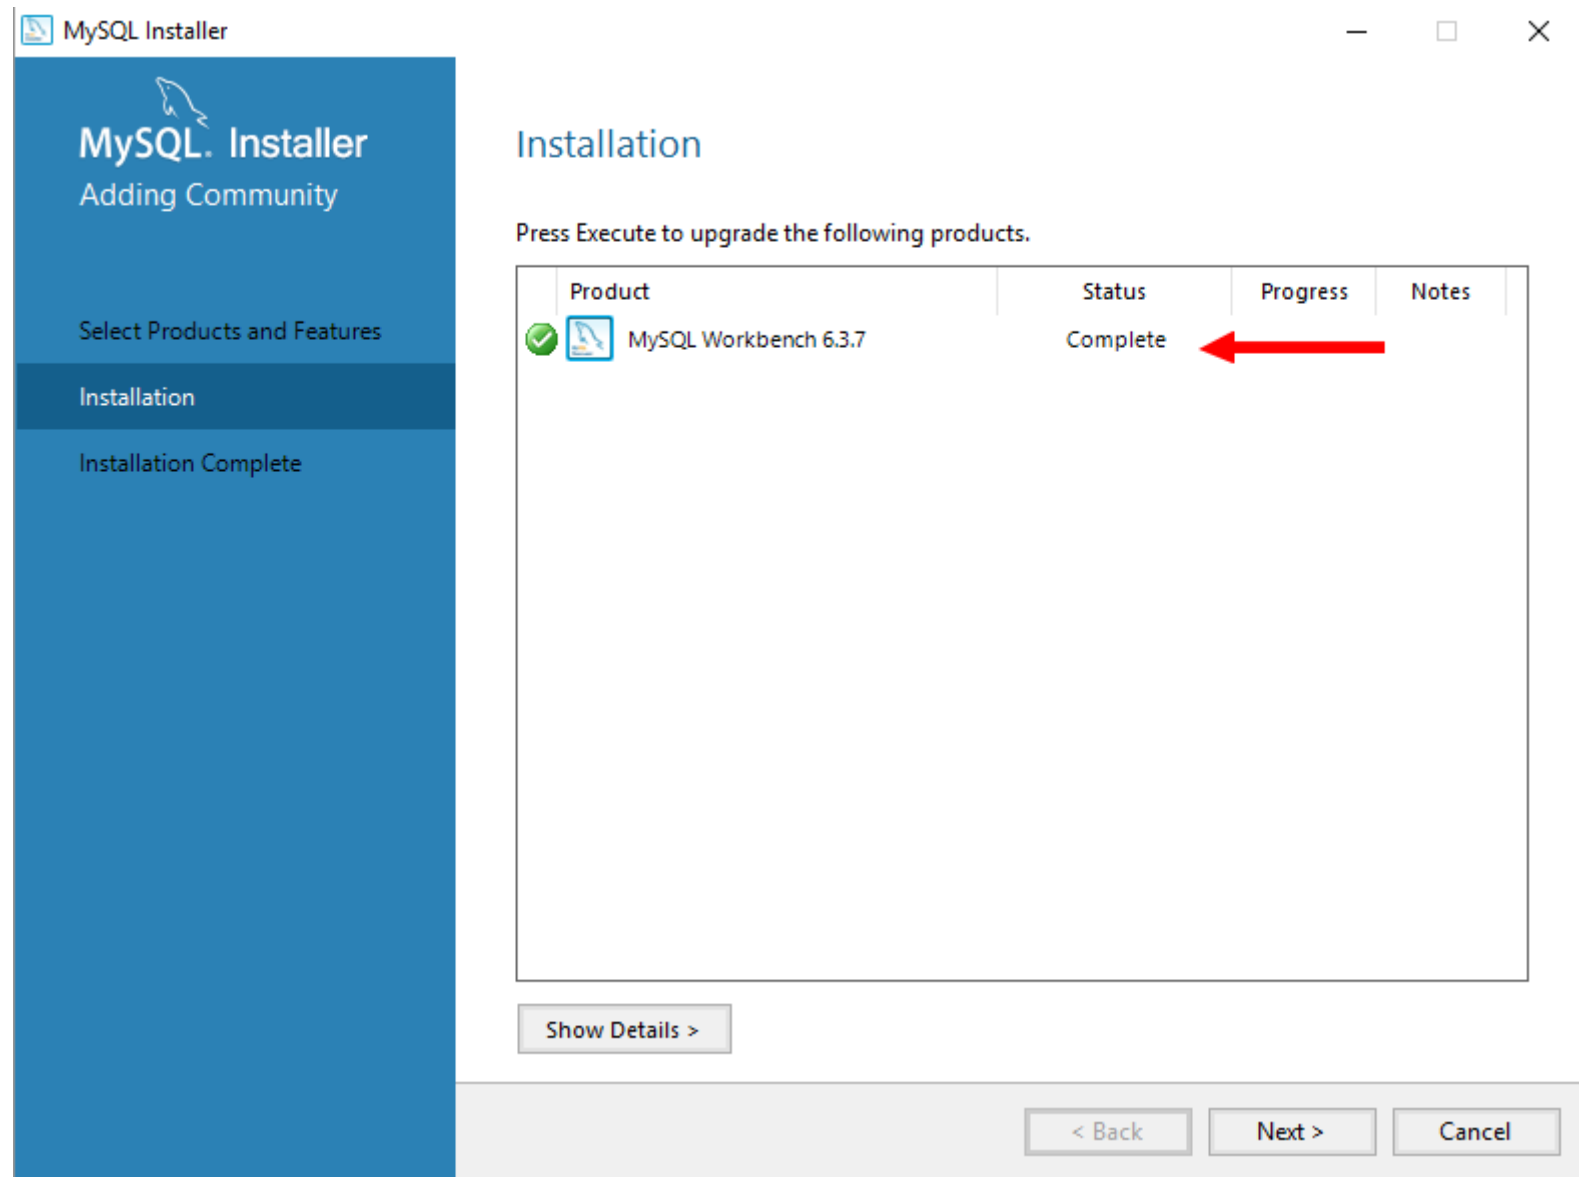 MySQL Installer
MySQL. Installer
Adding Community
Select Products and Features
Installation
Installation Complete
Installation
Press Execute to upgrade the following products.
Product Status Progress Notes
MySQL Workbench 6.3.7 Complete
Show Details >
< Back Next > Cancel